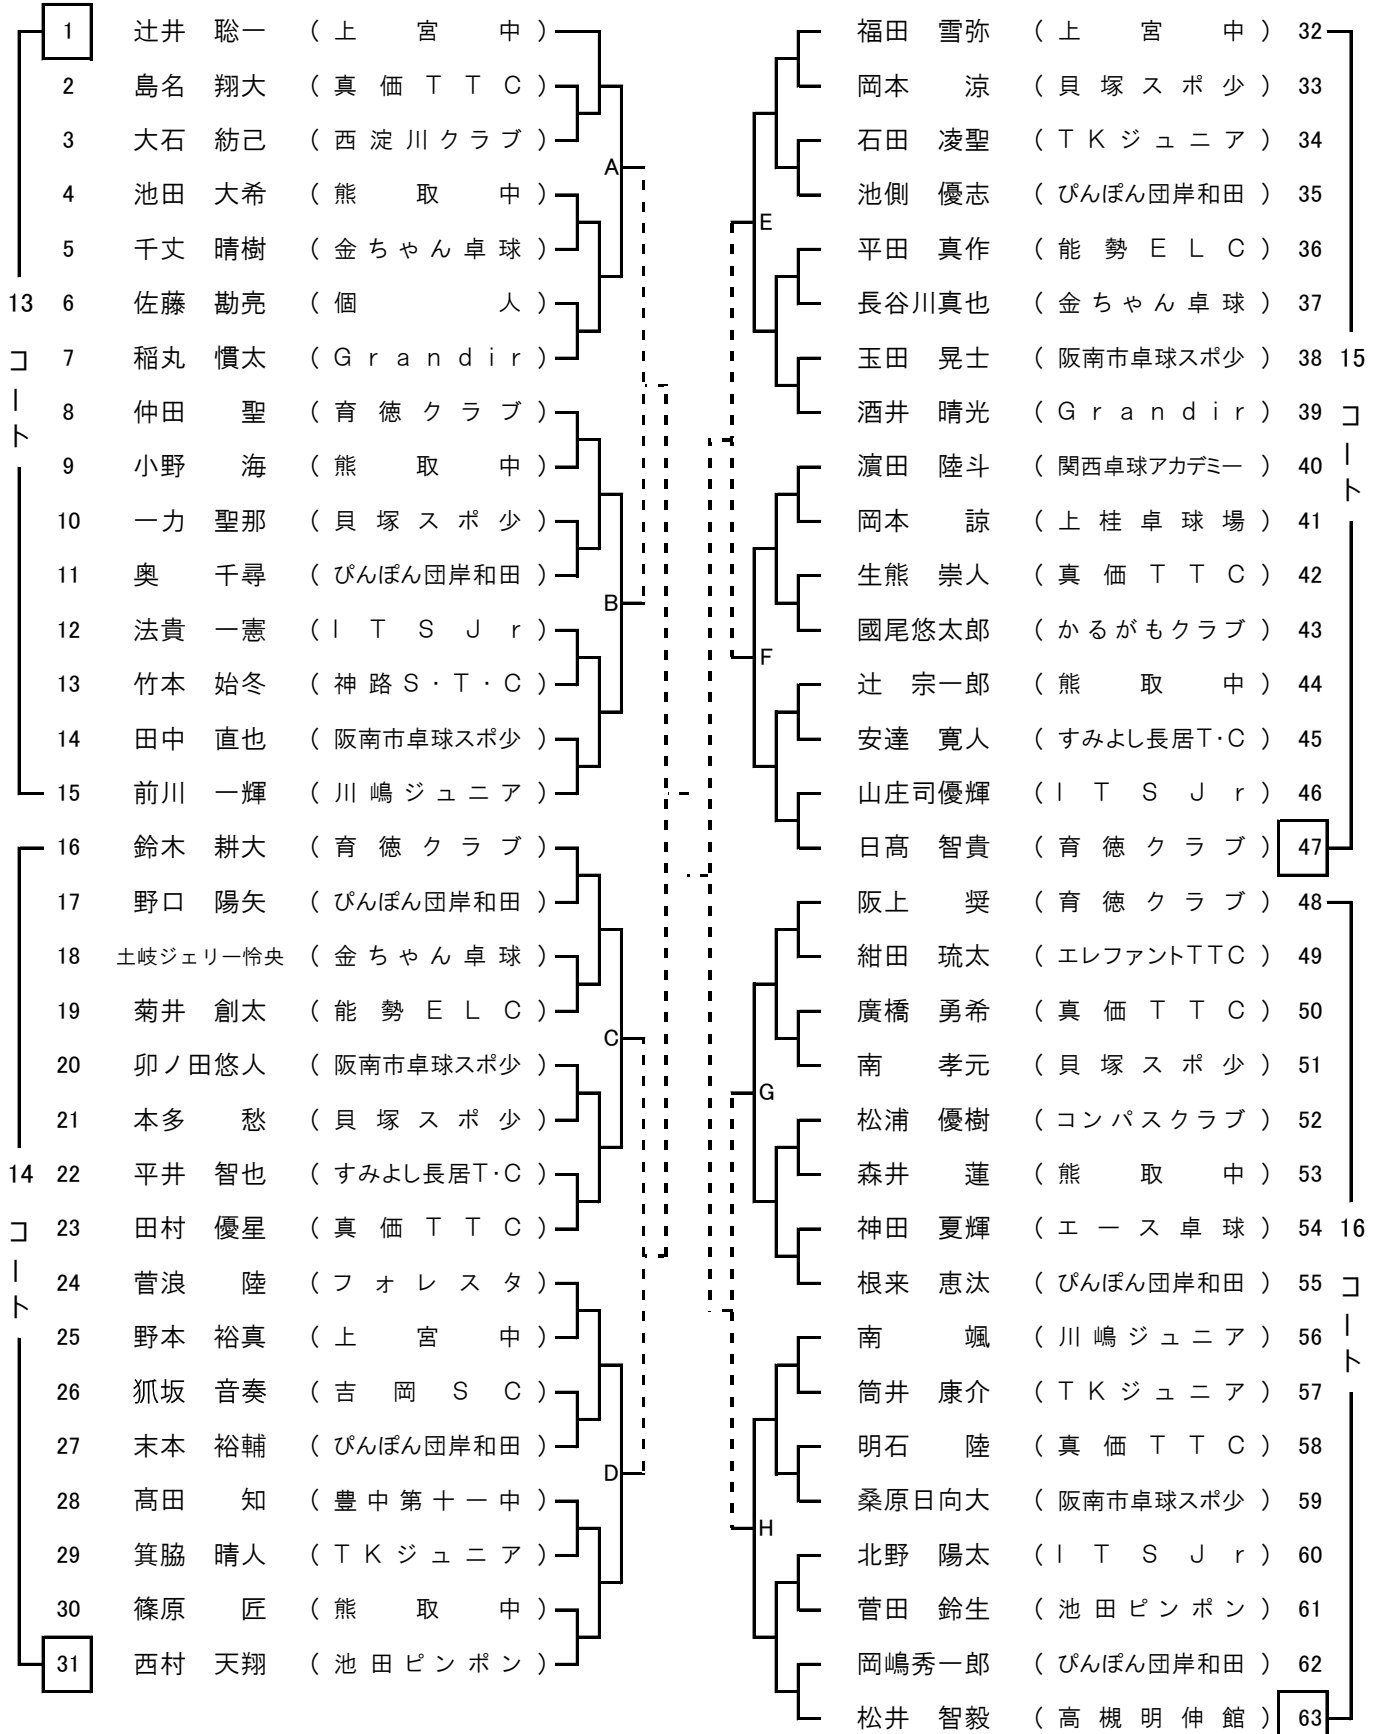 1 辻井 聡一 (上宮中)
2 島名 翔大 (真価TTC)
3 大石 紡己 (西淀川クラブ)
A
4 池田 大希 (熊取中)
5 千丈 晴樹 (金ちゃん卓球)
13コート
6 佐藤 勘亮 (個人)
7 稲丸 慣太 (Grandir)
8 仲田 聖 (育徳クラブ)
9 小野 海 (熊取中)
10 一力 聖那 (貝塚スポ少)
11 奥 千尋 (ぴんぽん団岸和田)
B
12 法貴 一憲 (ITSJr)
13 竹本 始冬 (神路S・T・C)
14 田中 直也 (阪南市卓球スポ少)
15 前川 一輝 (川嶋ジュニア)
16 鈴木 耕大 (育徳クラブ)
17 野口 陽矢 (ぴんぽん団岸和田)
18 土岐ジェリー怜央 (金ちゃん卓球)
19 菊井 創太 (能勢ELC)
C
20 卯ノ田悠人 (阪南市卓球スポ少)
21 本多 愁 (貝塚スポ少)
14コート
22 平井 智也 (すみよし長居T・C)
23 田村 優星 (真価TTC)
24 菅浪 陸 (フォレスタ)
25 野本 裕真 (上宮中)
26 狐坂 音奏 (吉岡SC)
27 末本 裕輔 (ぴんぽん団岸和田)
D
28 髙田 知 (豊中第十一中)
29 箕脇 晴人 (TKジュニア)
30 篠原 匠 (熊取中)
31 西村 天翔 (池田ピンポン)
福田 雪弥 (上宮中) 32
岡本 涼 (貝塚スポ少) 33
石田 凌聖 (TKジュニア) 34
池側 優志 (ぴんぽん団岸和田) 35
E
平田 真作 (能勢ELC) 36
長谷川真也 (金ちゃん卓球) 37
玉田 晃士 (阪南市卓球スポ少) 38
15コート
酒井 晴光 (Grandir) 39
濵田 陸斗 (関西卓球アカデミー) 40
岡本 諒 (上桂卓球場) 41
生熊 崇人 (真価TTC) 42
國尾悠太郎 (かるがもクラブ) 43
F
辻 宗一郎 (熊取中) 44
安達 寛人 (すみよし長居T・C) 45
山庄司優輝 (ITSJr) 46
日髙 智貴 (育徳クラブ) 47
阪上 奨 (育徳クラブ) 48
紺田 琉太 (エレファントTTC) 49
廣橋 勇希 (真価TTC) 50
南 孝元 (貝塚スポ少) 51
G
松浦 優樹 (コンパスクラブ) 52
森井 蓮 (熊取中) 53
神田 夏輝 (エース卓球) 54
16コート
根来 恵汰 (ぴんぽん団岸和田) 55
南 颯 (川嶋ジュニア) 56
筒井 康介 (TKジュニア) 57
明石 陸 (真価TTC) 58
桑原日向大 (阪南市卓球スポ少) 59
H
北野 陽太 (ITSJr) 60
菅田 鈴生 (池田ピンポン) 61
岡嶋秀一郎 (ぴんぽん団岸和田) 62
松井 智毅 (高槻明伸館) 63